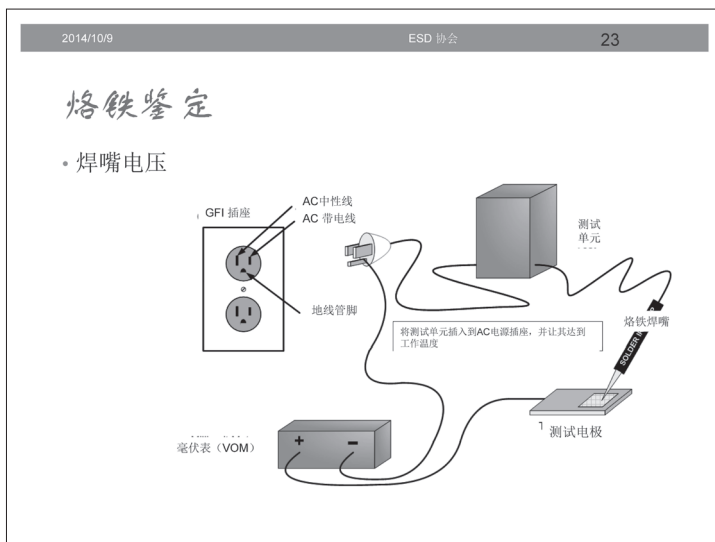 2014/10/9 ESD 协会 23
烙铁鉴定
• 焊嘴电压
GFI 插座
AC中性线
AC 带电线
地线管脚
测试
单元
将测试单元插入到AC电源插座，并让其达到
工作温度
烙铁焊嘴
SOLDER
测试电极
+ −
毫伏表（VOM）